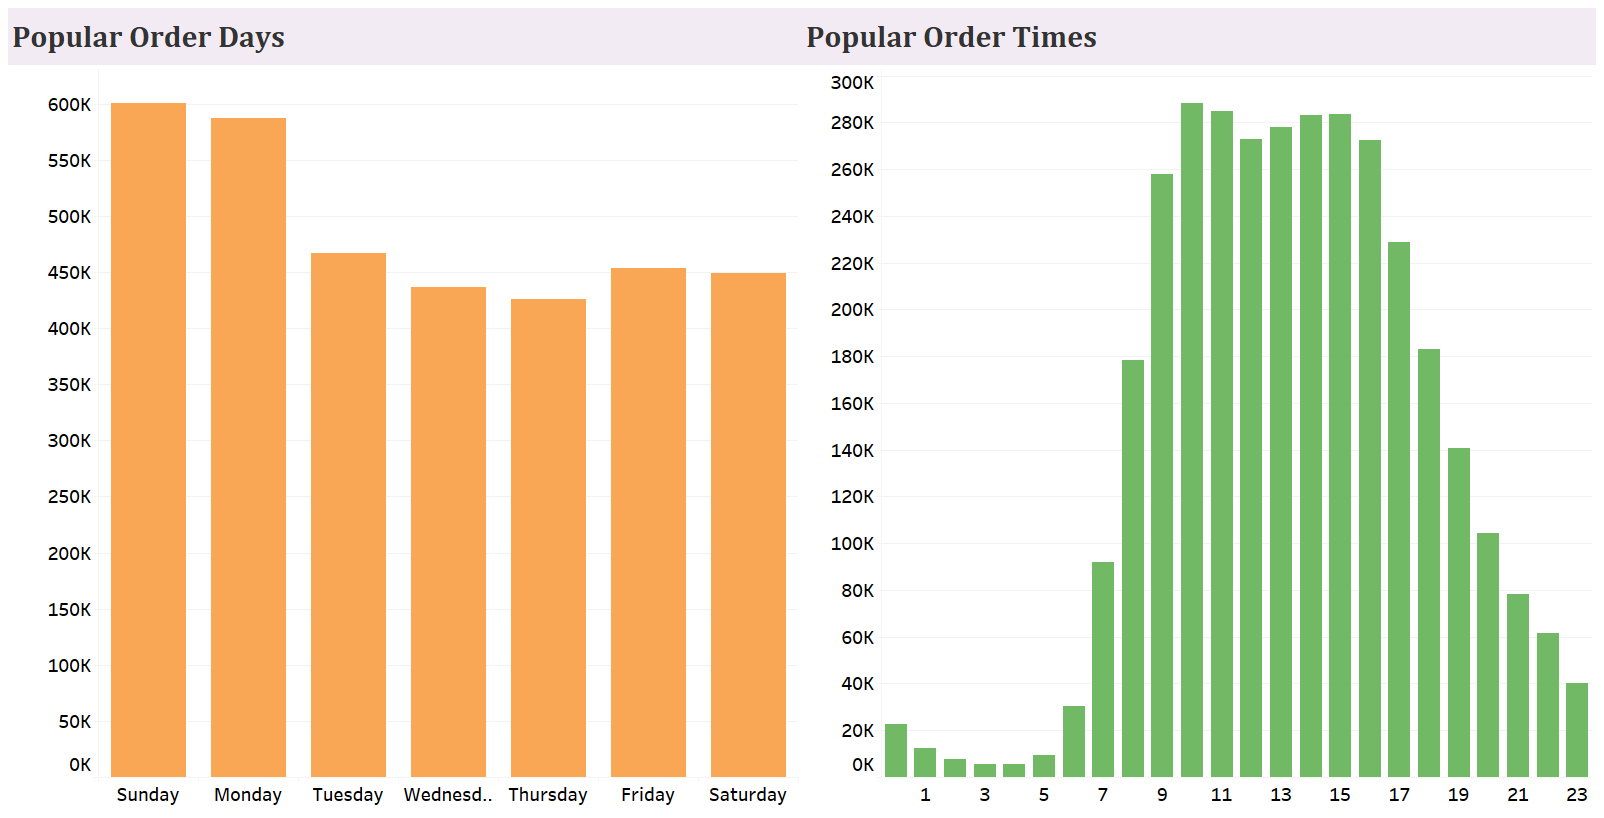 Popular Order Days
600K
550K
500K
450K
400K
350K
300K
250K
200K
150K
100K
50K
0K
Sunday Monday Tuesday Wednesd.. Thursday Friday Saturday
Popular Order Times
300K
280K
260K
240K
220K
200K
180K
160K
140K
120K
100K
80K
60K
40K
20K
0K
1 3 5 7 9 11 13 15 17 19 21 23